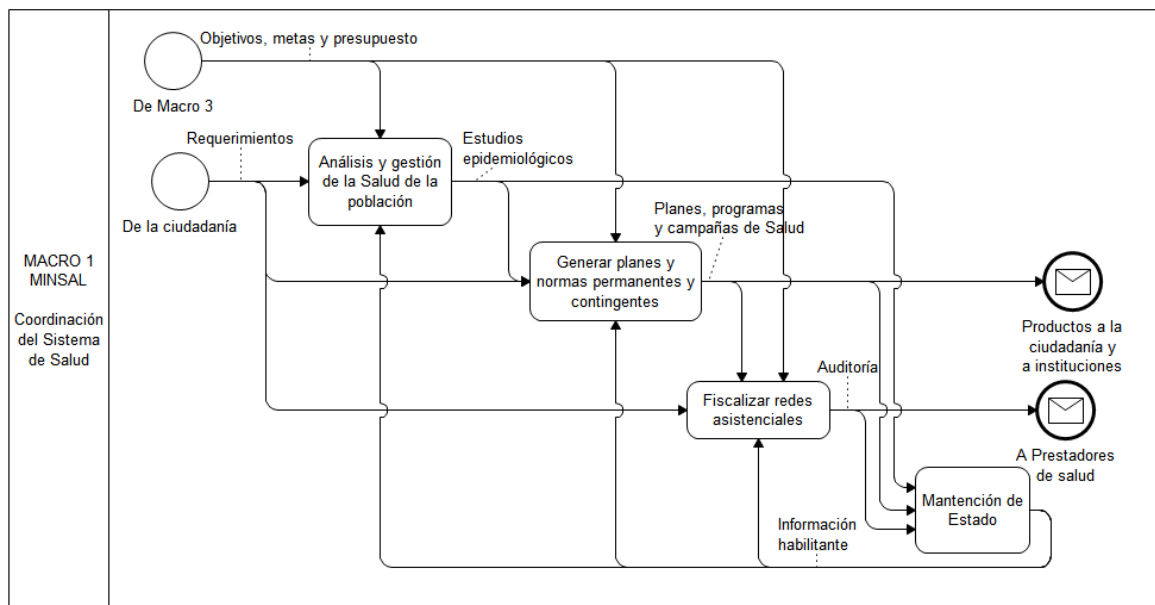 MACRO 1
MINSAL
Coordinación
del Sistema
de Salud
Objetivos, metas y presupuesto
De Macro 3
Requerimientos
De la ciudadanía
Análisis y gestión
de la Salud de la
población
Estudios
epidemiológicos
Planes, programas
y campañas de Salud
Generar planes y
normas permanentes y
contingentes
Productos a la
ciudadanía y
a instituciones
Auditoría
Fiscalizar redes
asistenciales
A Prestadores
de salud
Mantención de
Estado
Información
habilitante